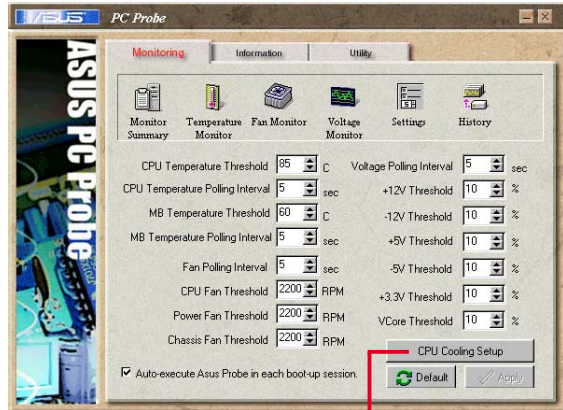 ASUS PC Probe
ASUS PC Probe
Monitoring Information Utility
Monitor Summary
Temperature Monitor
Fan Monitor
Voltage Monitor
Settings
History
CPU Temperature Threshold 85 C
CPU Temperature Polling Interval 5 sec
MB Temperature Threshold 60 C
MB Temperature Polling Interval 5 sec
Fan Polling Interval 5 sec
CPU Fan Threshold 2200 RPM
Power Fan Threshold 2200 RPM
Chassis Fan Threshold 2200 RPM
Voltage Polling Interval 5 sec
+12V Threshold 10 %
-12V Threshold 10 %
+5V Threshold 10 %
-5V Threshold 10 %
+3.3V Threshold 10 %
VCore Threshold 10 %
CPU Cooling Setup
Auto-execute Asus Probe in each boot-up session.
Default Apply